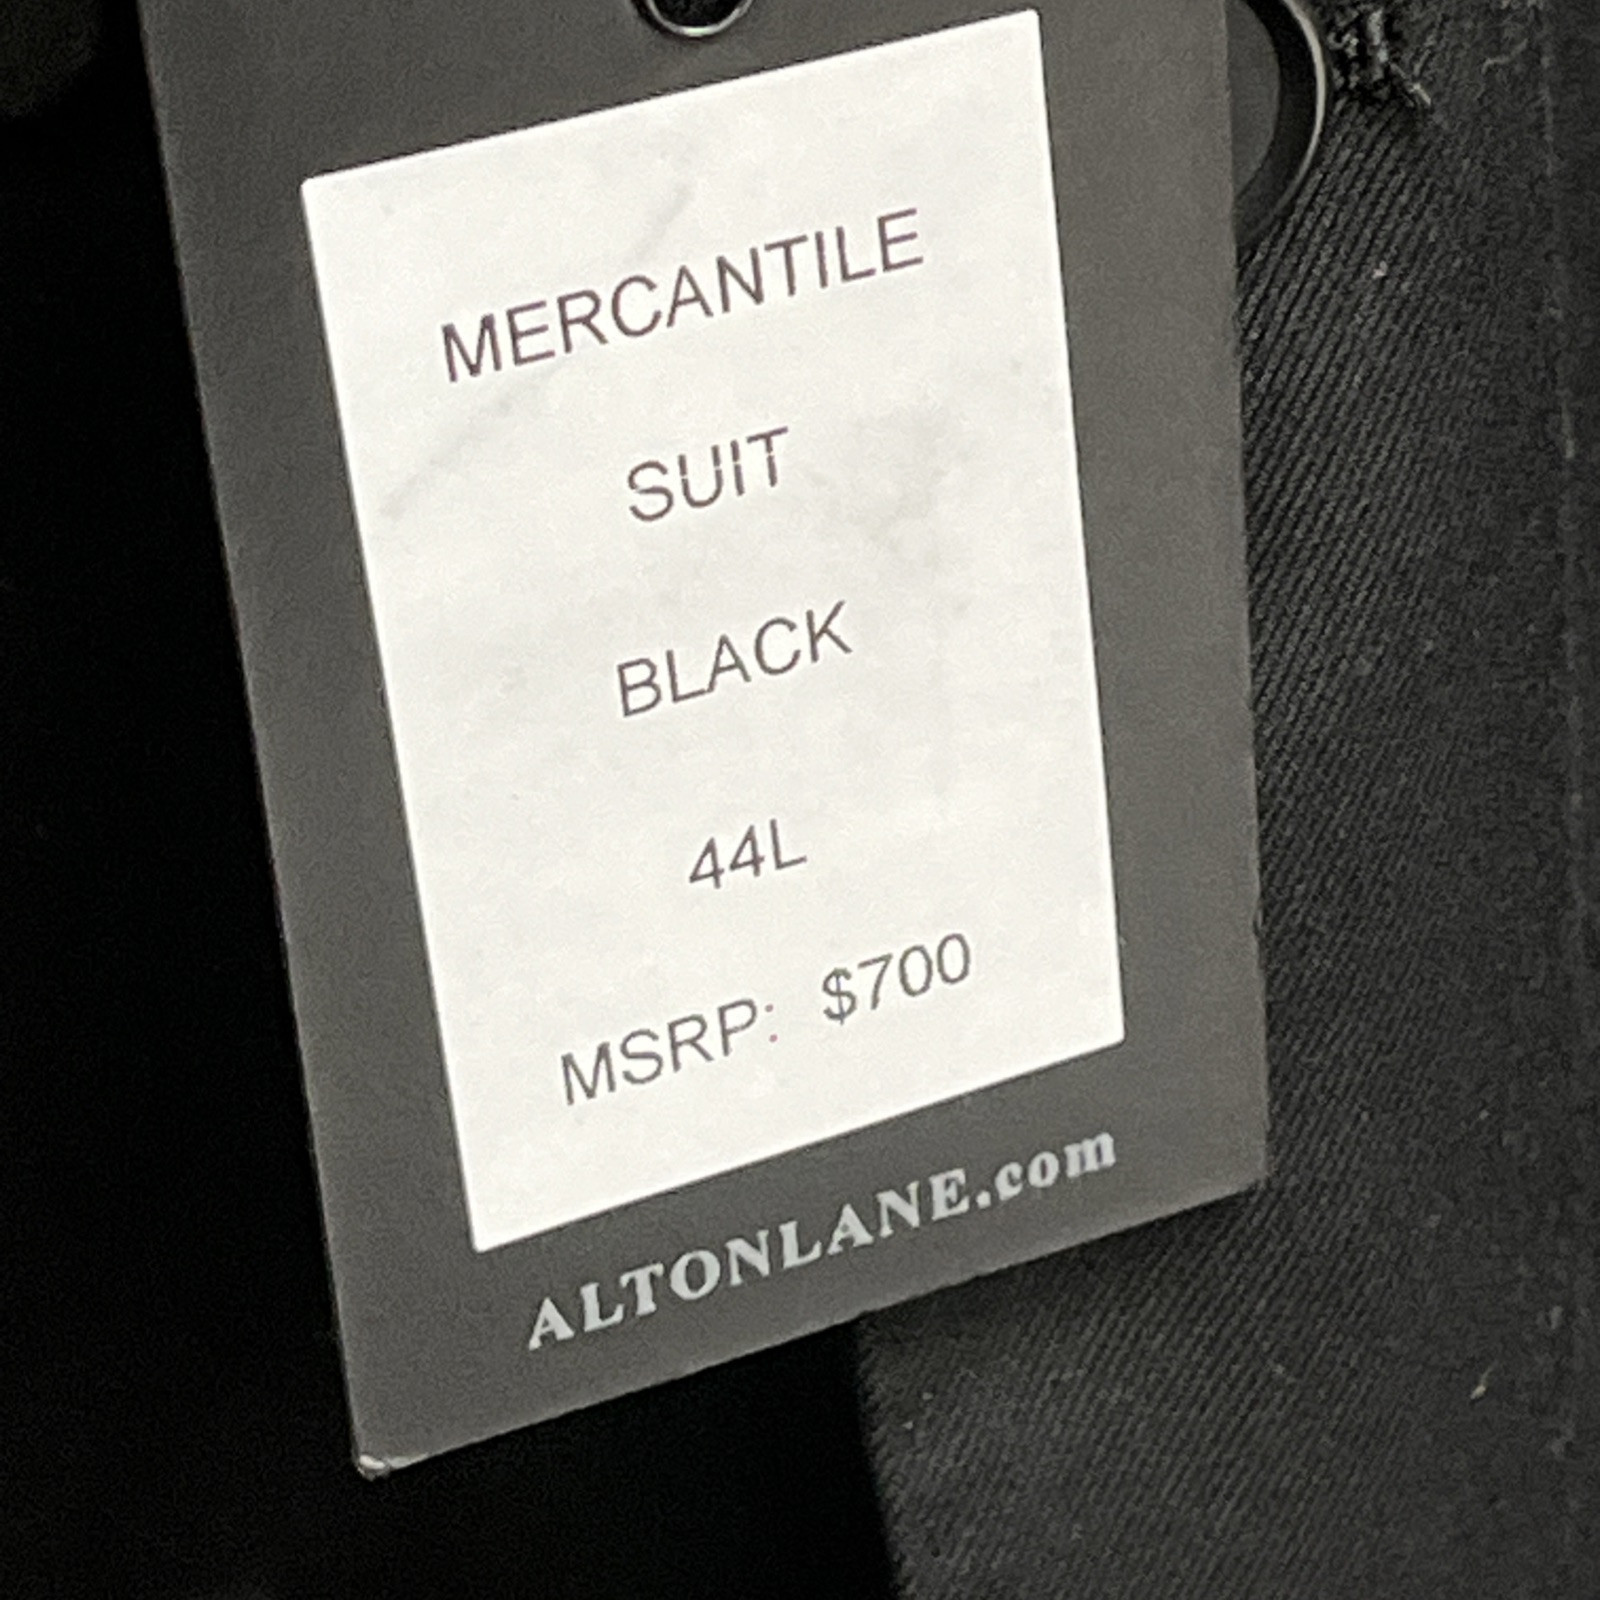 MERCANTILE
SUIT
BLACK
44L
MSRP: $700
ALTONLANE.com